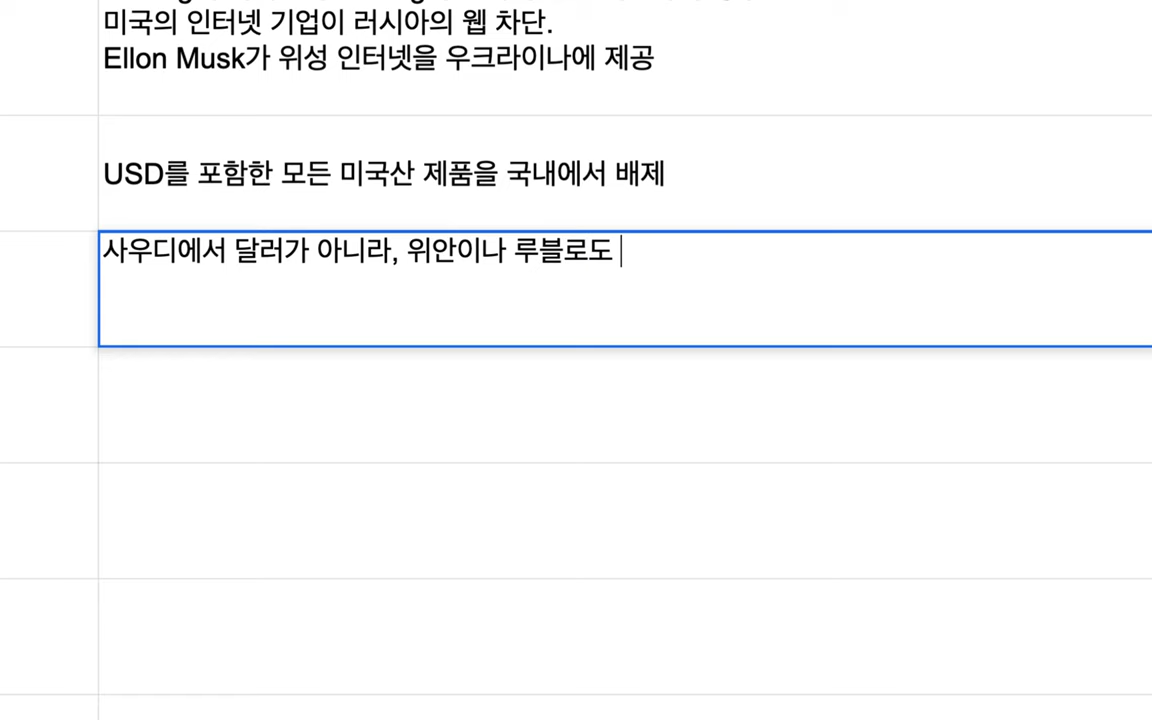 미국의 인터넷 기업이 러시아의 웹 차단.
Ellon Musk가 위성 인터넷을 우크라이나에 제공
USD를 포함한 모든 미국산 제품을 국내에서 배제
사우디에서 달러가 아니라, 위안이나 루블로도